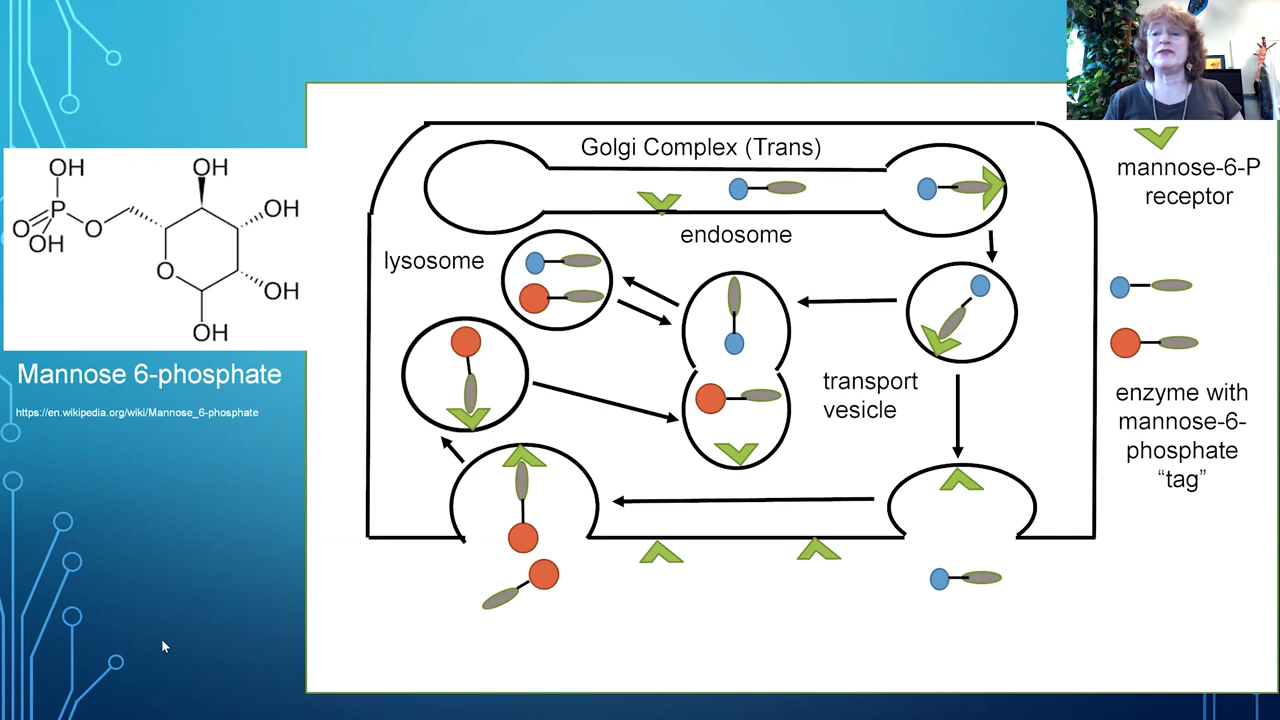 OH
OH
P
O
OH
O
OH
O
OH
OH
Mannose 6-phosphate
https://en.wikipedia.org/wiki/Mannose_6-phosphate
Golgi Complex (Trans)
endosome
lysosome
transport
vesicle
mannose-6-P
receptor
enzyme with
mannose-6-
phosphate
“tag”